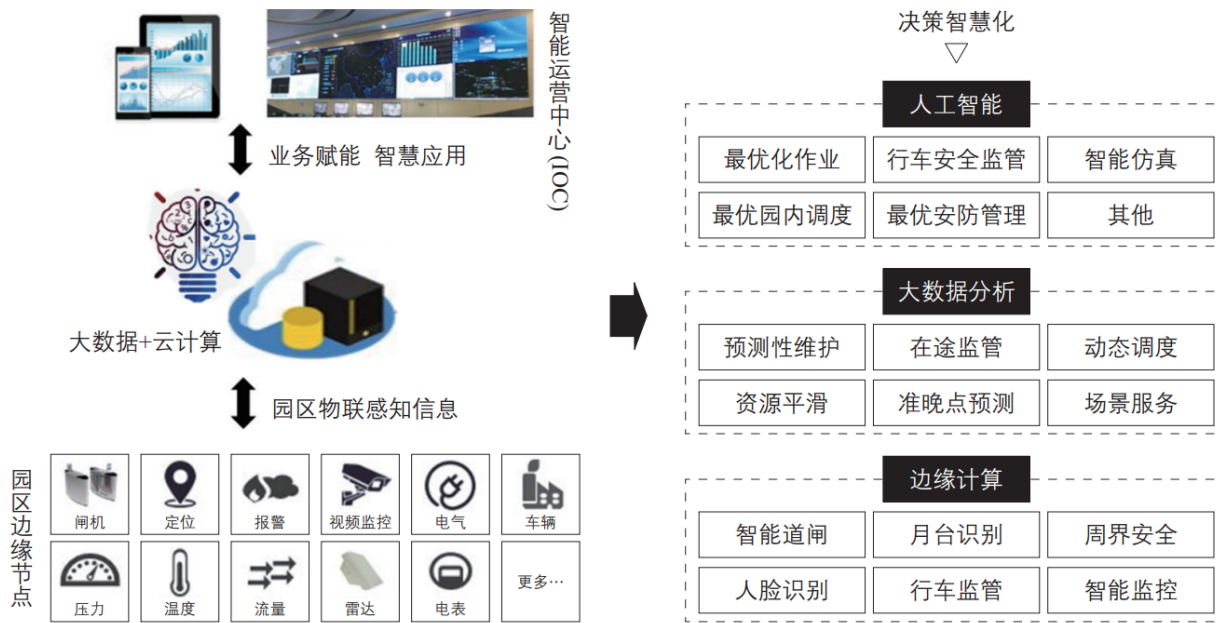 智能运营中心(IOC)
业务赋能 智慧应用
大数据+云计算
园区物联感知信息
园区边缘节点
闸机
定位
报警
视频监控
电气
车辆
压力
温度
流量
雷达
电表
更多…
决策智慧化
人工智能
最优化作业
行车安全监管
智能仿真
最优园内调度
最优安防管理
其他
大数据分析
预测性维护
在途监管
动态调度
资源平滑
准晚点预测
场景服务
边缘计算
智能道闸
月台识别
周界安全
人脸识别
行车监管
智能监控